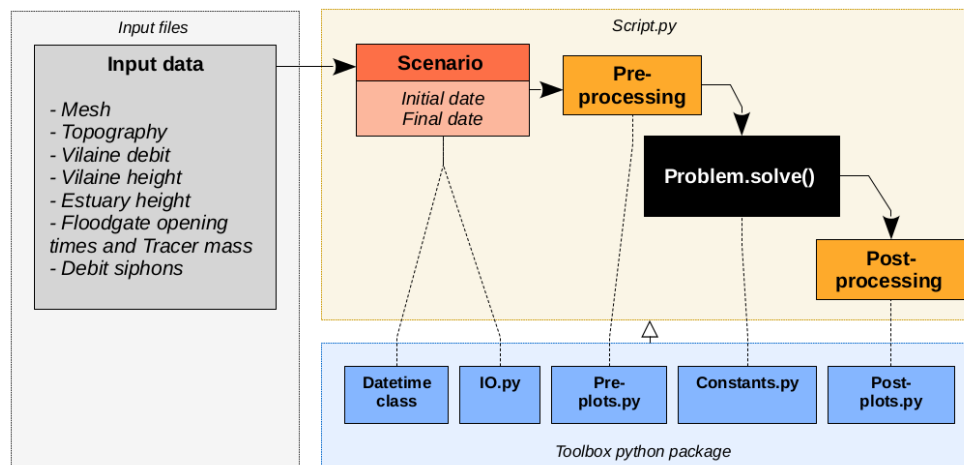 Input files
Input data
- Mesh
- Topography
- Vilaine debit
- Vilaine height
- Estuary height
- Floodgate opening
times and Tracer mass
- Debit siphons
Script.py
Scenario
Initial date
Final date
Pre-
processing
Problem.solve()
Post-
processing
Datetime
class
IO.py
Pre-
plots.py
Constants.py
Post-
plots.py
Toolbox python package